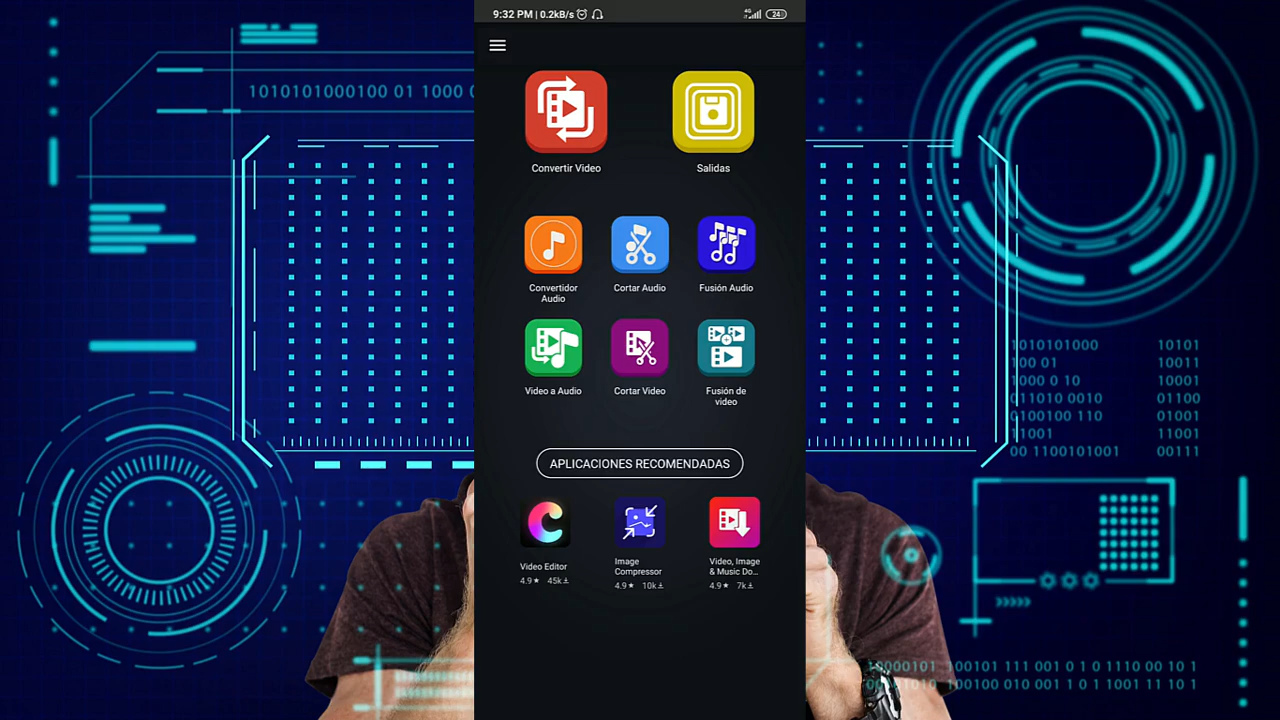 9:32 PM | 0.2kB/s
4G
24
1010101000100 01 1000
Convertir Video
Salidas
Convertidor
Audio
Cortar Audio
Fusión Audio
Video a Audio
Cortar Video
Fusión de
video
APLICACIONES RECOMENDADAS
Video Editor
4.9★ 45k
Image
Compressor
4.9★ 10k
Video, Image
& Music Do...
4.9★ 7k
1010101000 10101
100 01 10011
1000 0 10 10001
011010 0010 01100
0100100 110 01001
11001 11001
00 1100101001 00111
10000101 100101 111 001 0 1 0 1110 00 10 1
100100 010 001 1 0 1 1001 11 10 1